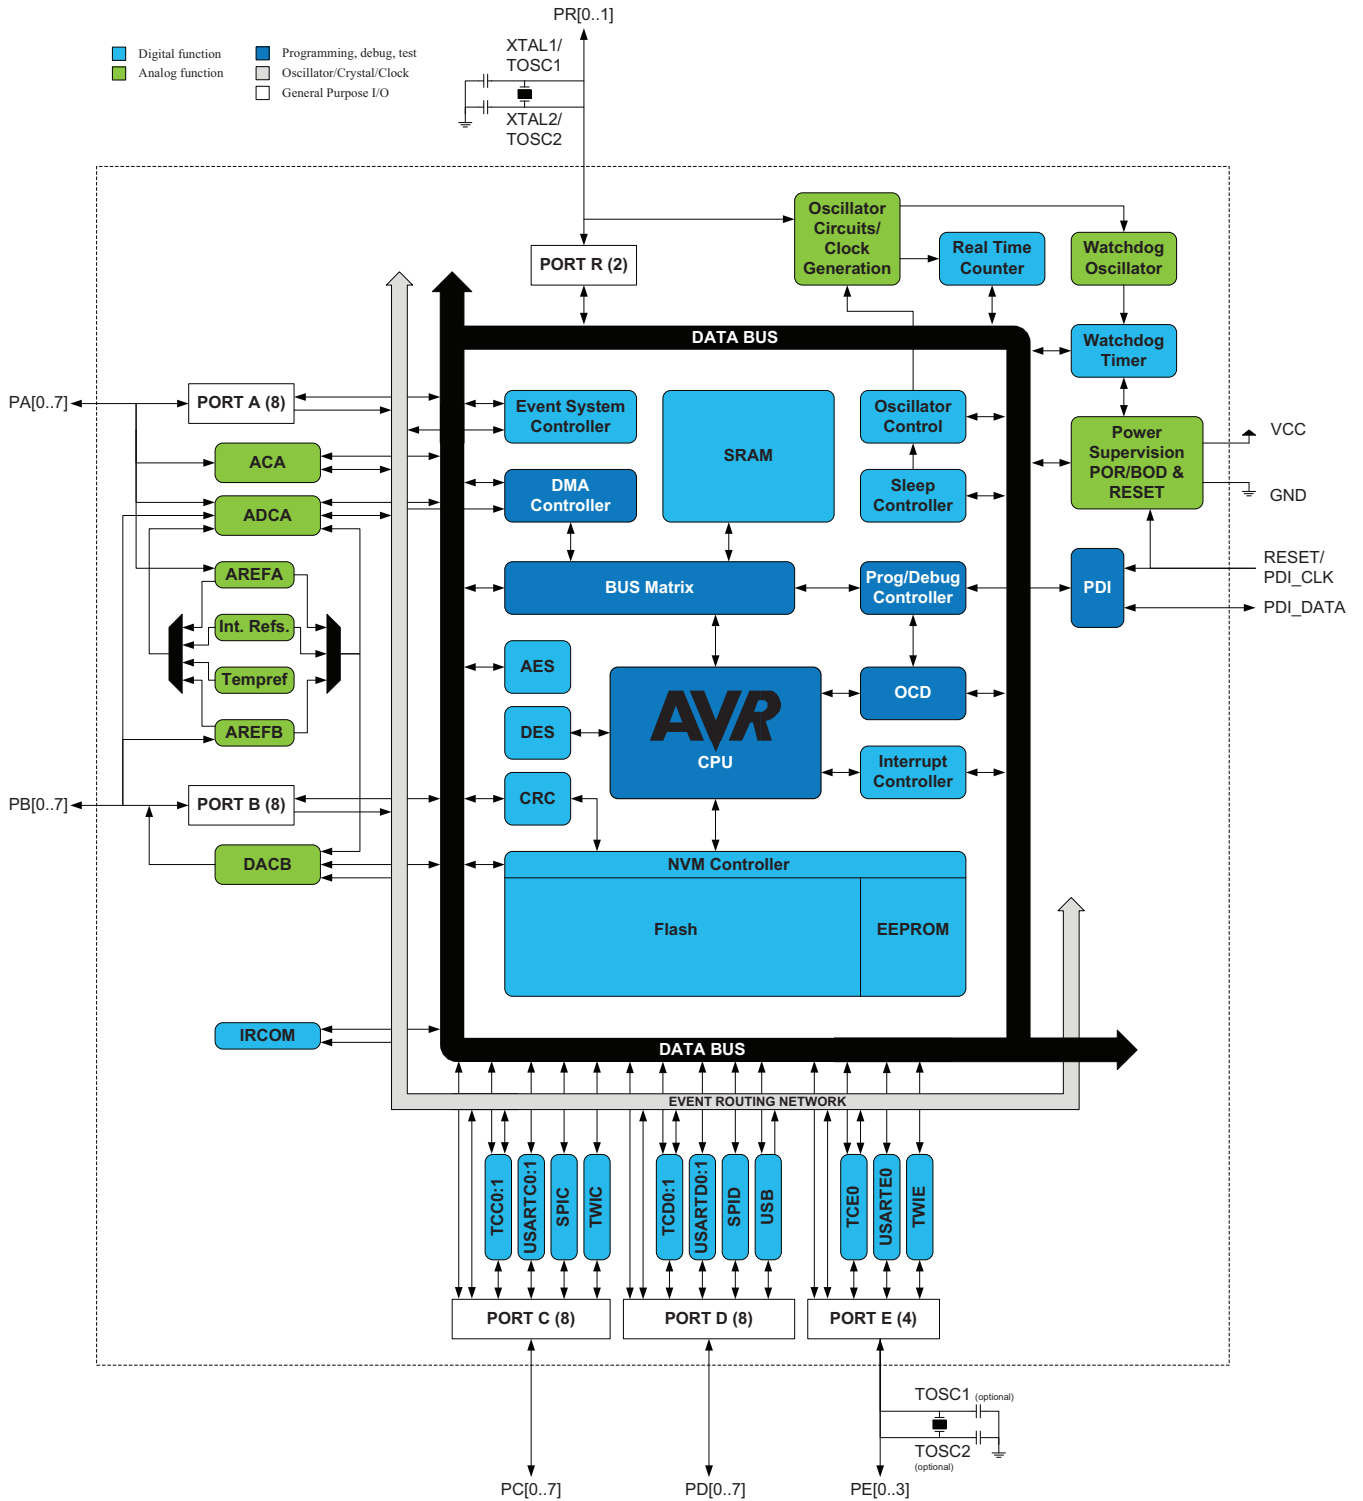 PR[0..1]
Digital function
Analog function
Programming, debug, test
Oscillator/Crystal/Clock
General Purpose I/O
XTAL1/
TOSC1
XTAL2/
TOSC2
PORT R (2)
Oscillator
Circuits/
Clock
Generation
Real Time
Counter
Watchdog
Oscillator
DATA BUS
Watchdog
Timer
PA[0..7]
PORT A (8)
Event System
Controller
SRAM
Oscillator
Control
Power
Supervision
POR/BOD &
RESET
VCC
GND
ACA
DMA
Controller
Sleep
Controller
ADCA
AREFA
BUS Matrix
Prog/Debug
Controller
PDI
RESET/
PDI_CLK
PDI_DATA
Int. Refs.
AES
Tempref
AVR
CPU
OCD
AREFB
DES
Interrupt
Controller
PB[0..7]
PORT B (8)
CRC
DACB
NVM Controller
Flash
EEPROM
IRCOM
DATA BUS
EVENT ROUTING NETWORK
TCC0:1
USARTC0:1
SPIC
TWIC
TCD0:1
USARTD0:1
SPID
USB
TCE0
USARTE0
TWIE
PORT C (8)
PORT D (8)
PORT E (4)
TOSC1 (optional)
TOSC2
(optional)
PC[0..7]
PD[0..7]
PE[0..3]